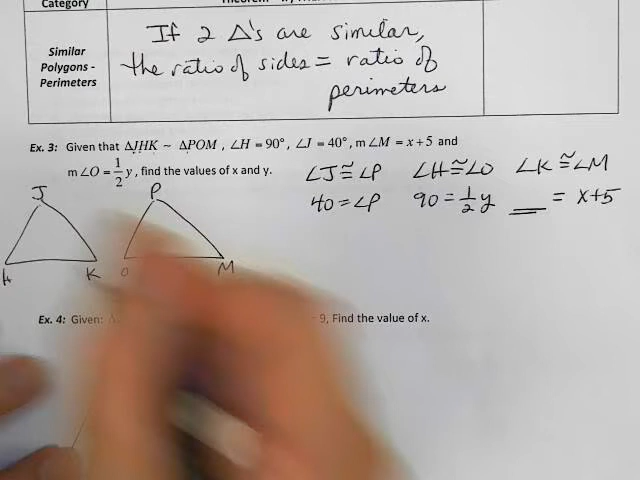 Category
Similar
Polygons -
Perimeters
If 2 Δ's are similar,
the ratio of sides = ratio of
perimeters
Ex. 3: Given that ΔJHK ~ ΔPOM, ∠H = 90°, ∠J = 40°, m∠M = x+5 and
m∠O = 1/2 y, find the values of x and y.
∠J ≅ ∠P ∠H ≅ ∠O ∠K ≅ ∠M
40 = ∠P 90 = 1/2 y __ = x+5
J P
H K O M
Ex. 4: Given: 9, Find the value of x.